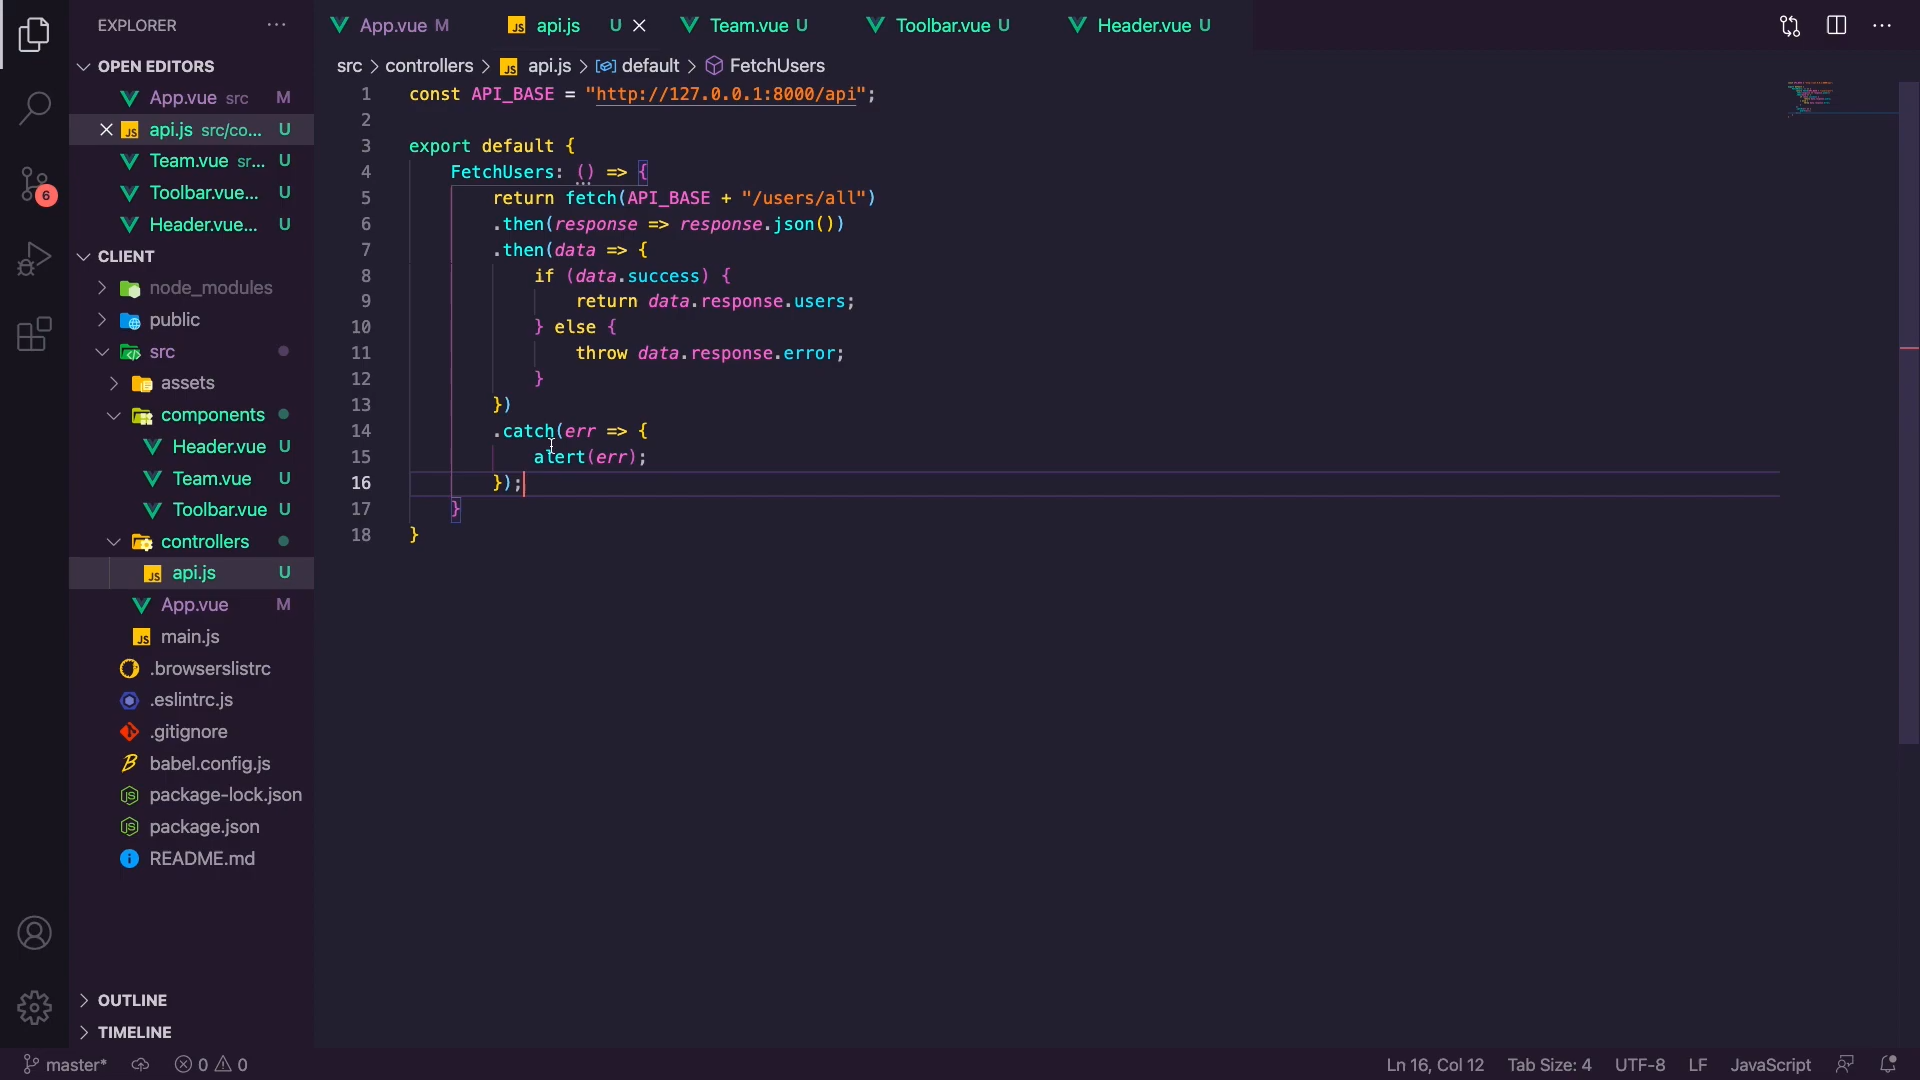 EXPLORER
OPEN EDITORS
App.vue src M
JS api.js src/co... U
Team.vue sr... U
Toolbar.vue... U
Header.vue... U
CLIENT
node_modules
public
src
assets
components
Header.vue U
Team.vue U
Toolbar.vue U
controllers
JS api.js U
App.vue M
JS main.js
.browserslistrc
.eslintrc.js
.gitignore
babel.config.js
package-lock.json
package.json
README.md
OUTLINE
TIMELINE
6
App.vue M
JS api.js U
Team.vue U
Toolbar.vue U
Header.vue U
src > controllers > JS api.js > default > FetchUsers
1 const API_BASE = "http://127.0.0.1:8000/api";
2
3 export default {
4 FetchUsers: () => {
5 return fetch(API_BASE + "/users/all")
6 .then(response => response.json())
7 .then(data => {
8 if (data.success) {
9 return data.response.users;
10 } else {
11 throw data.response.error;
12 }
13 })
14 .catch(err => {
15 alert(err);
16 });
17 }
18 }
master* 0 0 Ln 16, Col 12 Tab Size: 4 UTF-8 LF JavaScript